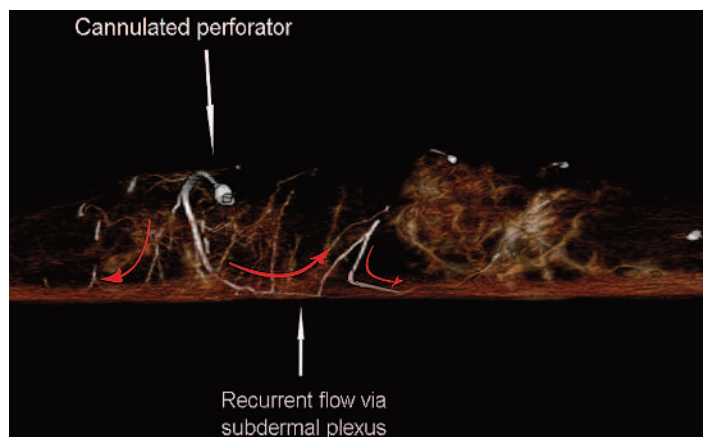 Cannulated perforator
Recurrent flow via
subdermal plexus